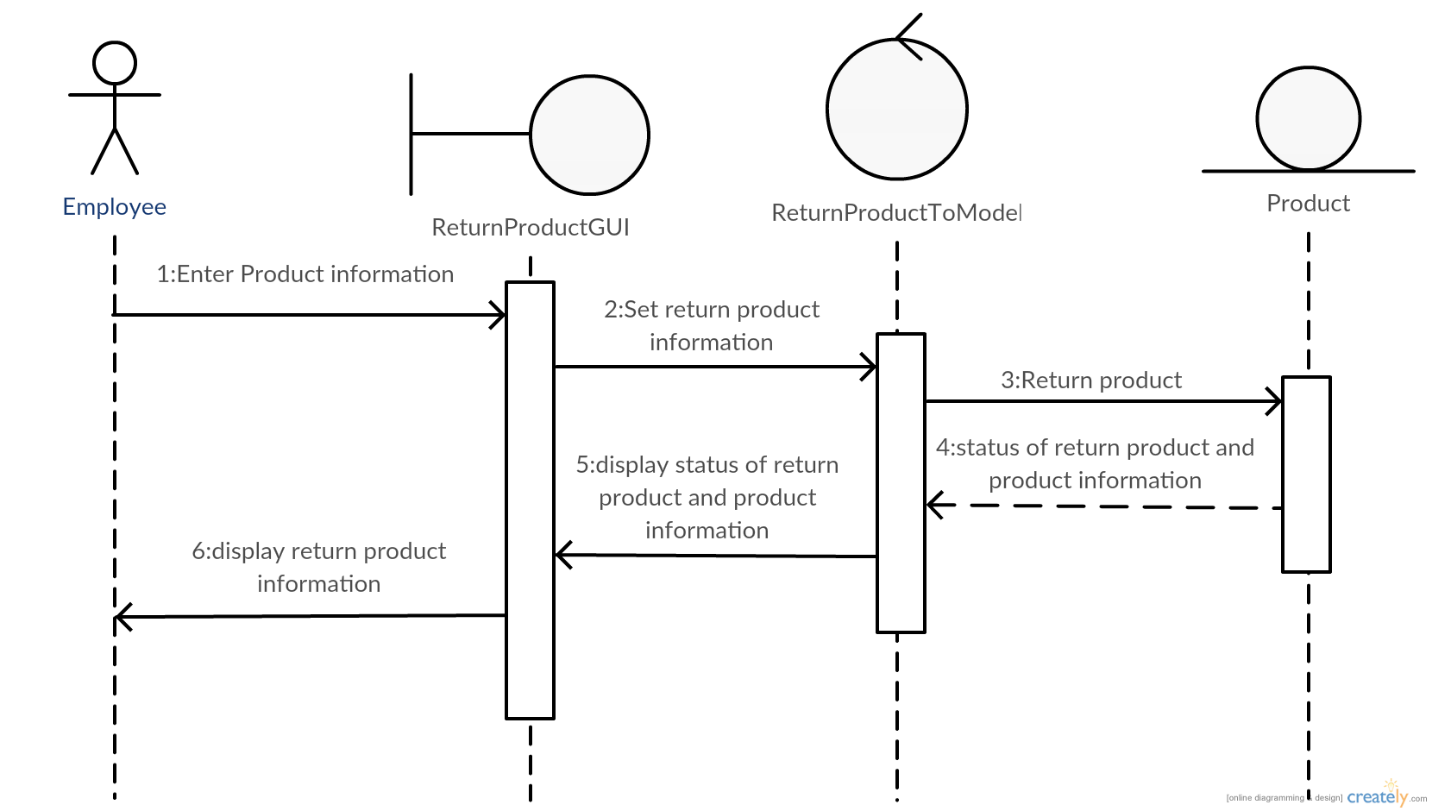 Employee
ReturnProductGUI
ReturnProductToModel
Product
1:Enter Product information
2:Set return product
information
3:Return product
4:status of return product and
product information
5:display status of return
product and product
information
6:display return product
information
[online diagramming & design] creately.com